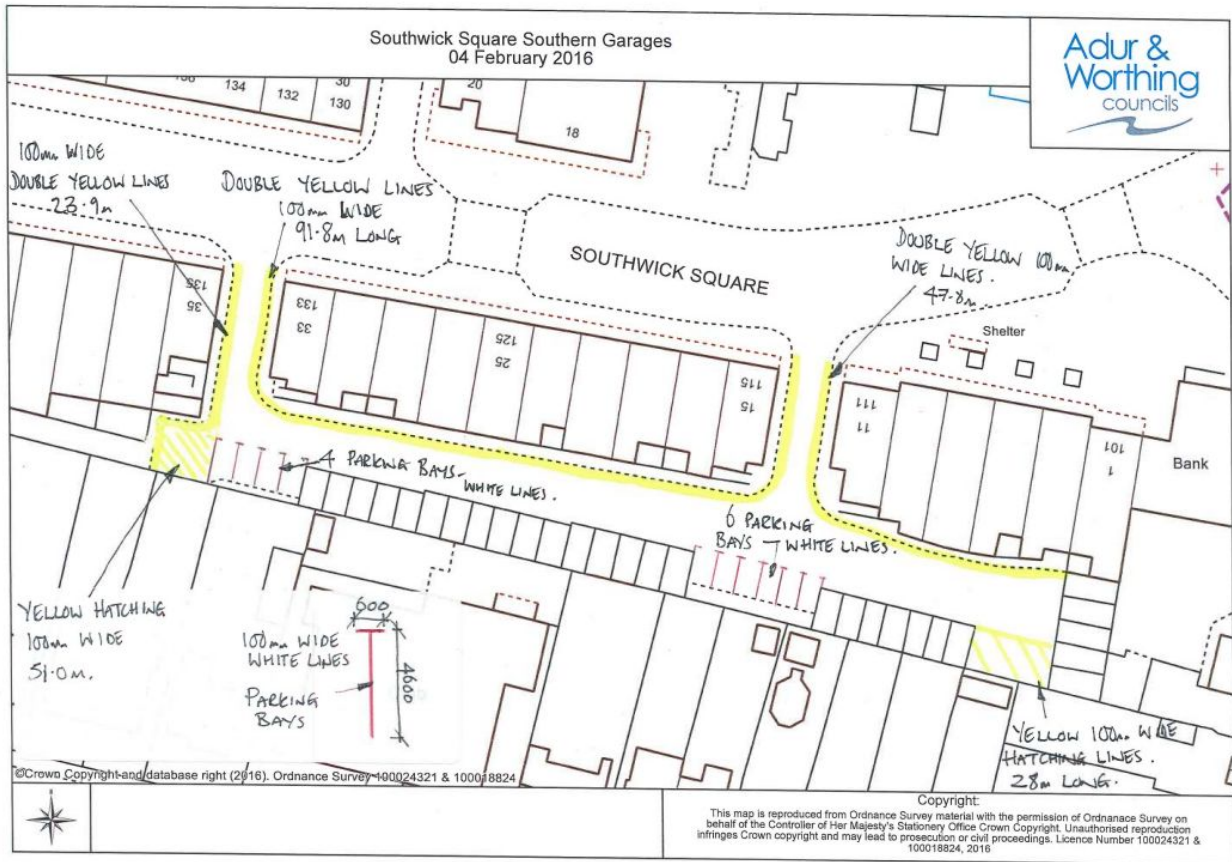 Southwick Square Southern Garages
04 February 2016
Adur &
Worthing
councils
134
132
30
130
20
18
100mm WIDE
DOUBLE YELLOW LINES
23.9m
DOUBLE YELLOW LINES
100mm WIDE
91.8m LONG
SOUTHWICK SQUARE
DOUBLE YELLOW 100mm
WIDE LINES.
47.8m.
Shelter
135
35
133
33
125
25
115
15
111
11
101
1
Bank
4 PARKING BAYS-
WHITE LINES.
6 PARKING
BAYS - WHITE LINES.
YELLOW HATCHING
100mm WIDE
51.0m.
600
4600
100mm WIDE
WHITE LINES
PARKING
BAYS
YELLOW 100mm WIDE
HATCHING LINES.
28m LONG.
©Crown Copyright and database right (2016). Ordnance Survey 100024321 & 100018824
Copyright:
This map is reproduced from Ordnance Survey material with the permission of Ordnanace Survey on
behalf of the Controller of Her Majesty's Stationery Office Crown Copyright. Unauthorised reproduction
infringes Crown copyright and may lead to prosecution or civil proceedings. Licence Number 100024321 &
100018824, 2016